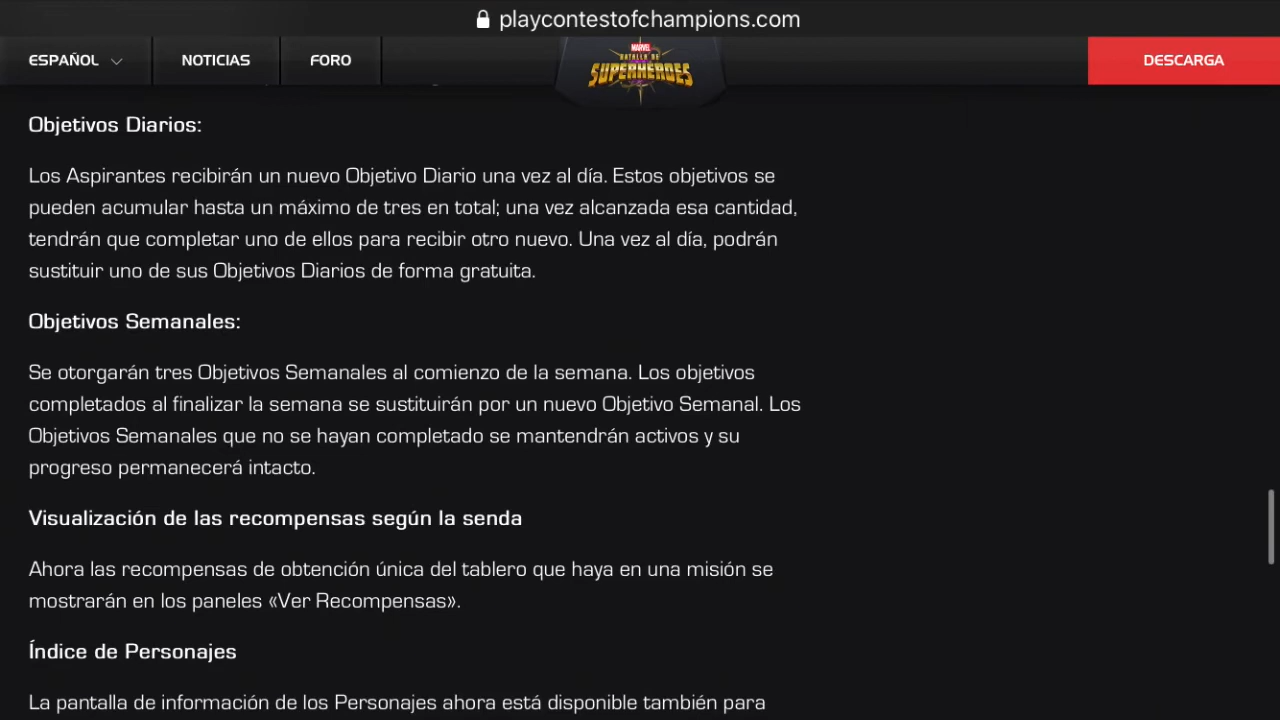 playcontestofchampions.com
ESPAÑOL
NOTICIAS
FORO
MARVEL
BATALLA DE
SUPERHÉROES
DESCARGA
Objetivos Diarios:
Los Aspirantes recibirán un nuevo Objetivo Diario una vez al día. Estos objetivos se
pueden acumular hasta un máximo de tres en total; una vez alcanzada esa cantidad,
tendrán que completar uno de ellos para recibir otro nuevo. Una vez al día, podrán
sustituir uno de sus Objetivos Diarios de forma gratuita.
Objetivos Semanales:
Se otorgarán tres Objetivos Semanales al comienzo de la semana. Los objetivos
completados al finalizar la semana se sustituirán por un nuevo Objetivo Semanal. Los
Objetivos Semanales que no se hayan completado se mantendrán activos y su
progreso permanecerá intacto.
Visualización de las recompensas según la senda
Ahora las recompensas de obtención única del tablero que haya en una misión se
mostrarán en los paneles «Ver Recompensas».
Índice de Personajes
La pantalla de información de los Personajes ahora está disponible también para